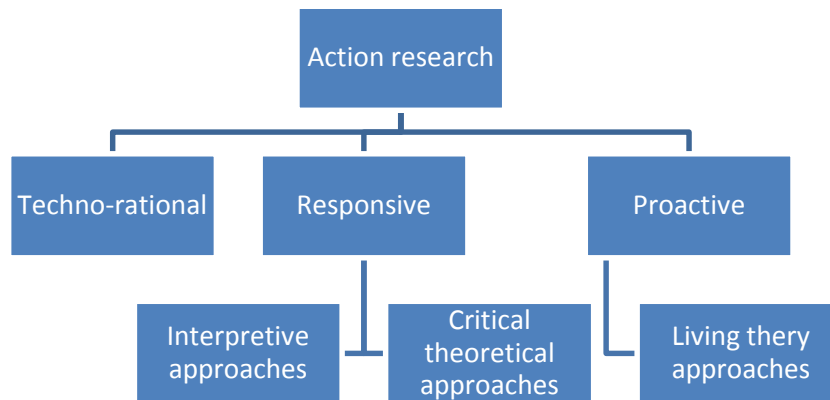 Action research
Techno-rational
Responsive
Proactive
Interpretive
approaches
Critical
theoretical
approaches
Living thery
approaches